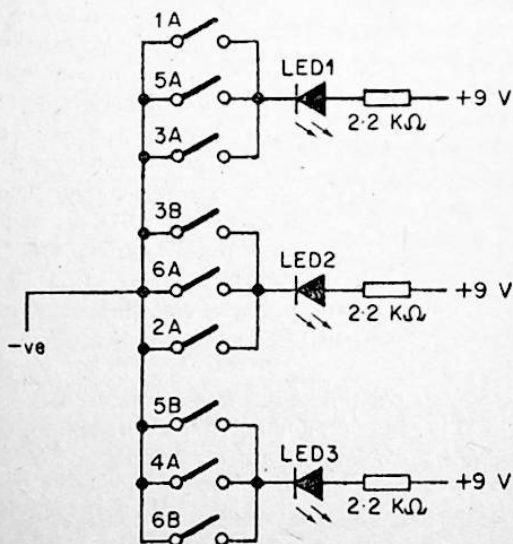 1A
5A
LED1
+9 V
2·2 KΩ
3A
3B
6A
LED2
+9 V
2·2 KΩ
2A
-ve
5B
4A
LED3
+9 V
2·2 KΩ
6B